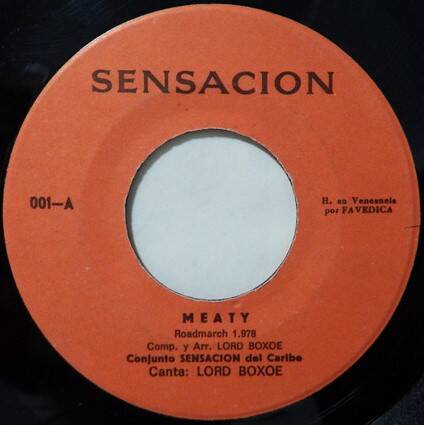 SENSACION
001-A
H. en Venesuela
por FAVEDICA
MEATY
Roadmarch 1.978
Comp. y Arr. LORD BOXOE
Conjunto SENSACION del Caribe
Canta: LORD BOXOE